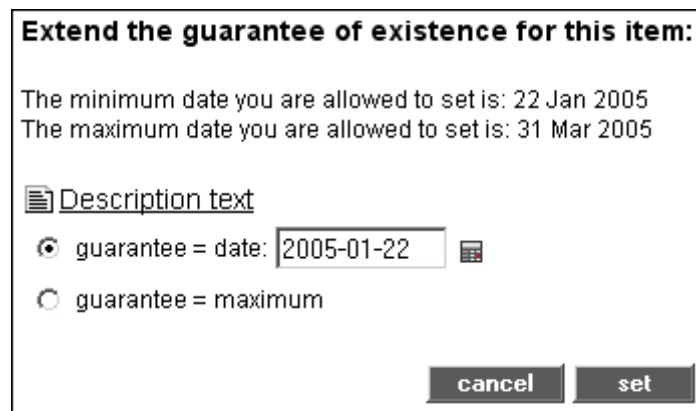 Extend the guarantee of existence for this item:
The minimum date you are allowed to set is: 22 Jan 2005
The maximum date you are allowed to set is: 31 Mar 2005
Description text
guarantee = date: 2005-01-22
guarantee = maximum
cancel set